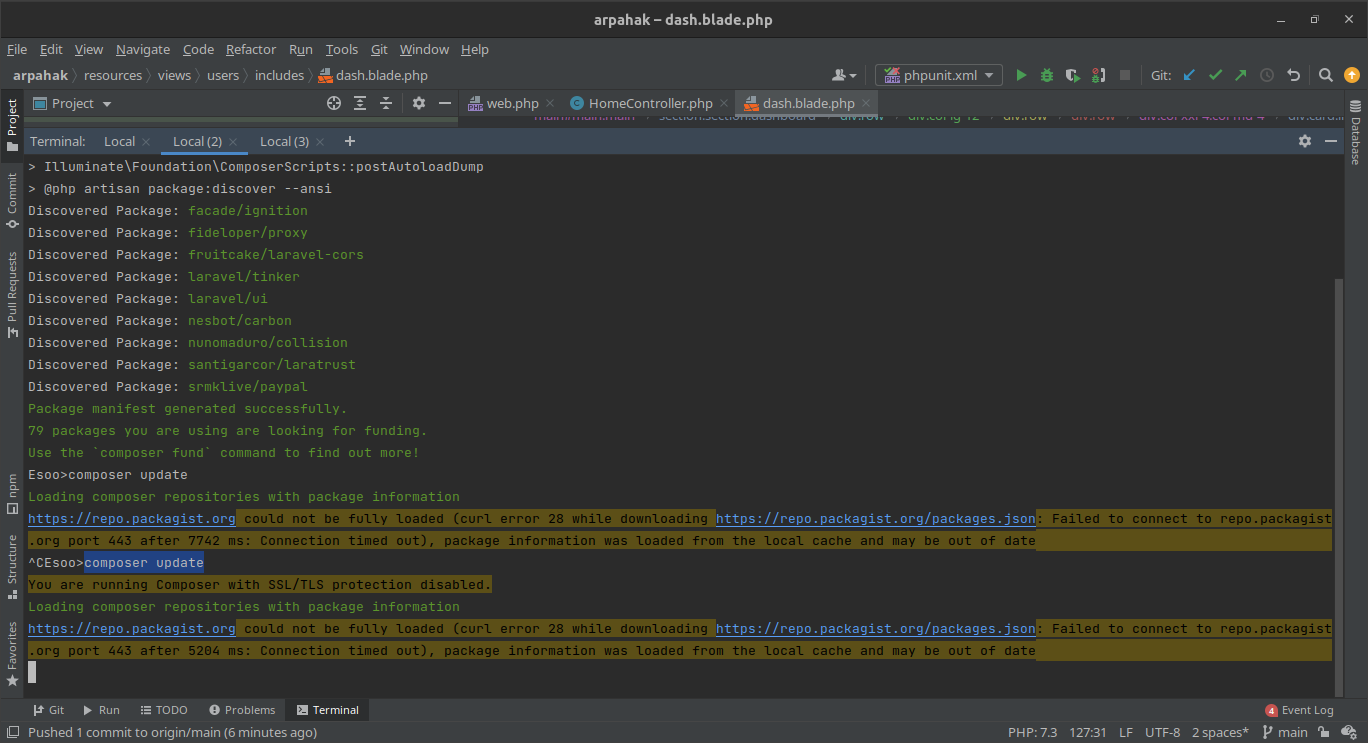 arpahak – dash.blade.php
File Edit View Navigate Code Refactor Run Tools Git Window Help
arpahak resources views users includes dash.blade.php
phpunit.xml Git:
Project
web.php HomeController.php dash.blade.php
Terminal: Local Local (2) Local (3) +
> Illuminate\Foundation\ComposerScripts::postAutoloadDump
> @php artisan package:discover --ansi
Discovered Package: facade/ignition
Discovered Package: fideloper/proxy
Discovered Package: fruitcake/laravel-cors
Discovered Package: laravel/tinker
Discovered Package: laravel/ui
Discovered Package: nesbot/carbon
Discovered Package: nunomaduro/collision
Discovered Package: santigarcor/laratrust
Discovered Package: srmklive/paypal
Package manifest generated successfully.
79 packages you are using are looking for funding.
Use the `composer fund` command to find out more!
Esoo>composer update
Loading composer repositories with package information
https://repo.packagist.org could not be fully loaded (curl error 28 while downloading https://repo.packagist.org/packages.json: Failed to connect to repo.packagist
.org port 443 after 7742 ms: Connection timed out), package information was loaded from the local cache and may be out of date
^CEsoo>composer update
You are running Composer with SSL/TLS protection disabled.
Loading composer repositories with package information
https://repo.packagist.org could not be fully loaded (curl error 28 while downloading https://repo.packagist.org/packages.json: Failed to connect to repo.packagist
.org port 443 after 5204 ms: Connection timed out), package information was loaded from the local cache and may be out of date
Project
Commit
Pull Requests
npm
Structure
Favorites
Database
Git Run TODO Problems Terminal
4 Event Log
Pushed 1 commit to origin/main (6 minutes ago)
PHP: 7.3 127:31 LF UTF-8 2 spaces* main